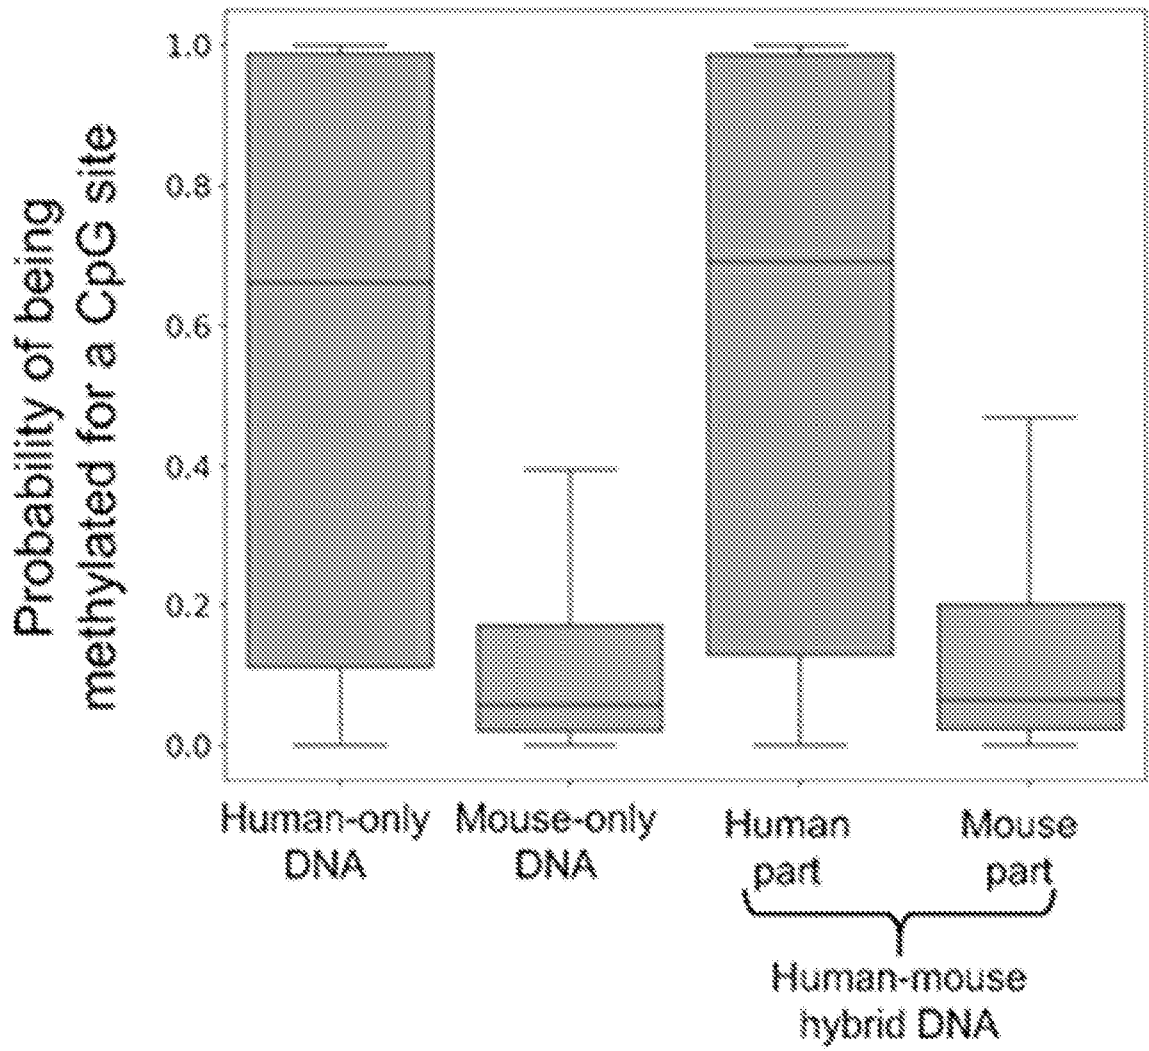 Probability of being
methylated for a CpG site
1.0
0.8
0.6
0.4
0.2
0.0
Human-only
DNA
Mouse-only
DNA
Human
part
Mouse
part
Human-mouse
hybrid DNA